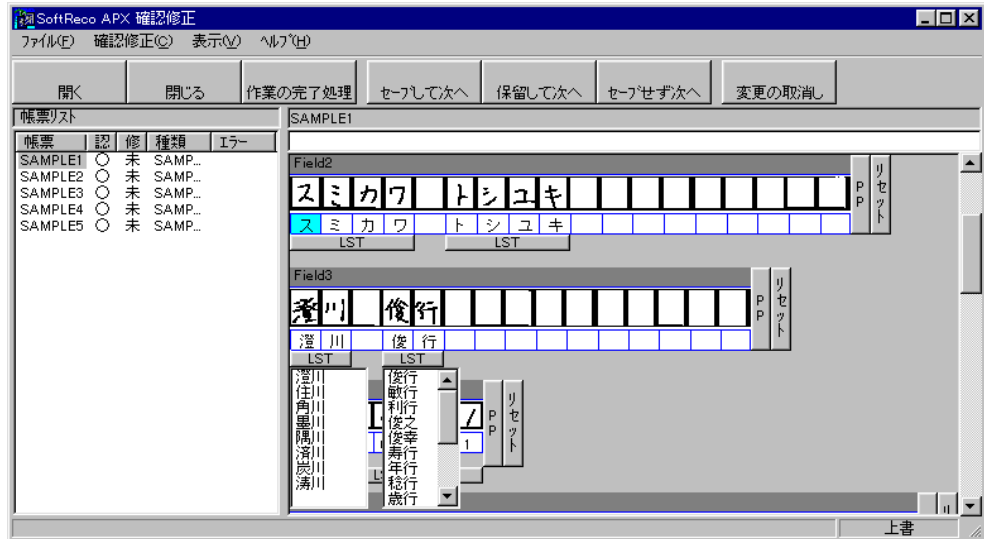 SoftReco APX 確認修正
ファイル(F) 確認修正(C) 表示(V) ヘルプ(H)
開く 閉じる 作業の完了処理 セーブして次へ 保留して次へ セーブせず次へ 変更の取消し
帳票リスト SAMPLE1
帳票 認 修 種類 エラー
SAMPLE1 ○ 未 SAMP...
SAMPLE2 ○ 未 SAMP...
SAMPLE3 ○ 未 SAMP...
SAMPLE4 ○ 未 SAMP...
SAMPLE5 ○ 未 SAMP...
Field2
スミカワ トシユキ PP リセット
スミカワ トシユキ
LST LST
Field3
澄川 俊行 PP リセット
澄川 俊行
LST LST
澄川 俊行
住川 敏行
角川 利行
墨川 俊之
隅川 俊幸
済川 寿行
炭川 年行
濤川 稔行
歳行
PP リセット
1
上書